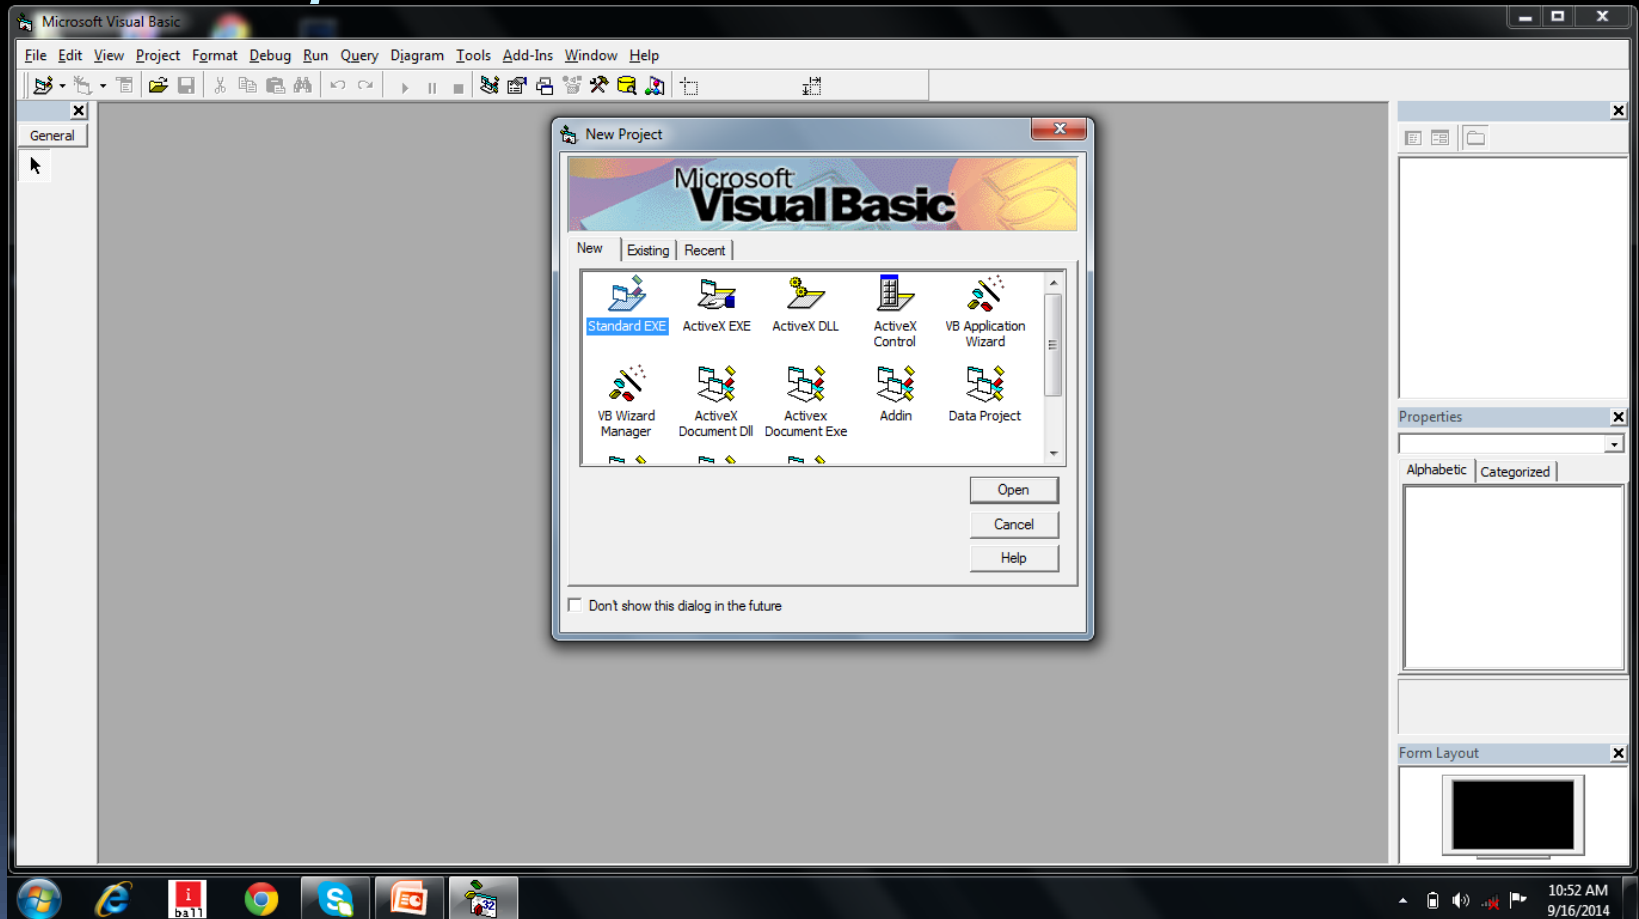 Microsoft Visual Basic
File Edit View Project Format Debug Run Query Diagram Tools Add-Ins Window Help
General
New Project
Microsoft
Visual Basic
New Existing Recent
Standard EXE ActiveX EXE ActiveX DLL ActiveX Control VB Application Wizard
VB Wizard Manager ActiveX Document Dll Activex Document Exe Addin Data Project
Open
Cancel
Help
Don't show this dialog in the future
Properties
Alphabetic Categorized
Form Layout
i
ball
32
10:52 AM
9/16/2014